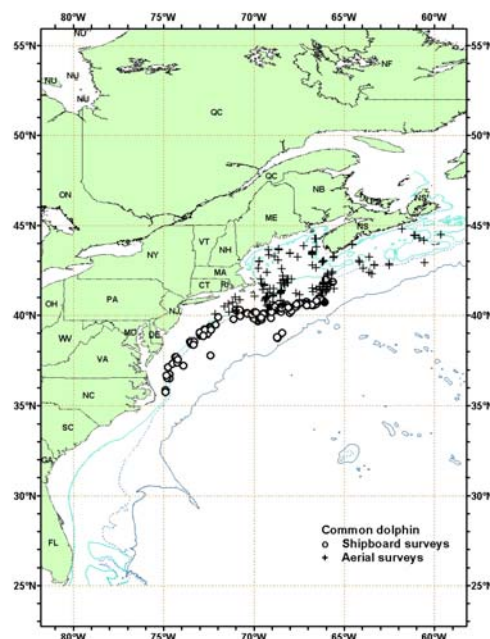 80°W 75°W 70°W 65°W 60°W
55°N 55°N
ND
NU
NU
NU
NF
QC
50°N 50°N
ON
QC
NB
NS
ME
45°N 45°N
NS
VT
NH
NY
MA
CT RI
PA
40°N 40°N
OH
NJ
MD DE
WV
VA
NC
35°N 35°N
SC
GA
30°N 30°N
FL
Common dolphin
Shipboard surveys
+ Aerial surveys
25°N 25°N
80°W 75°W 70°W 65°W 60°W